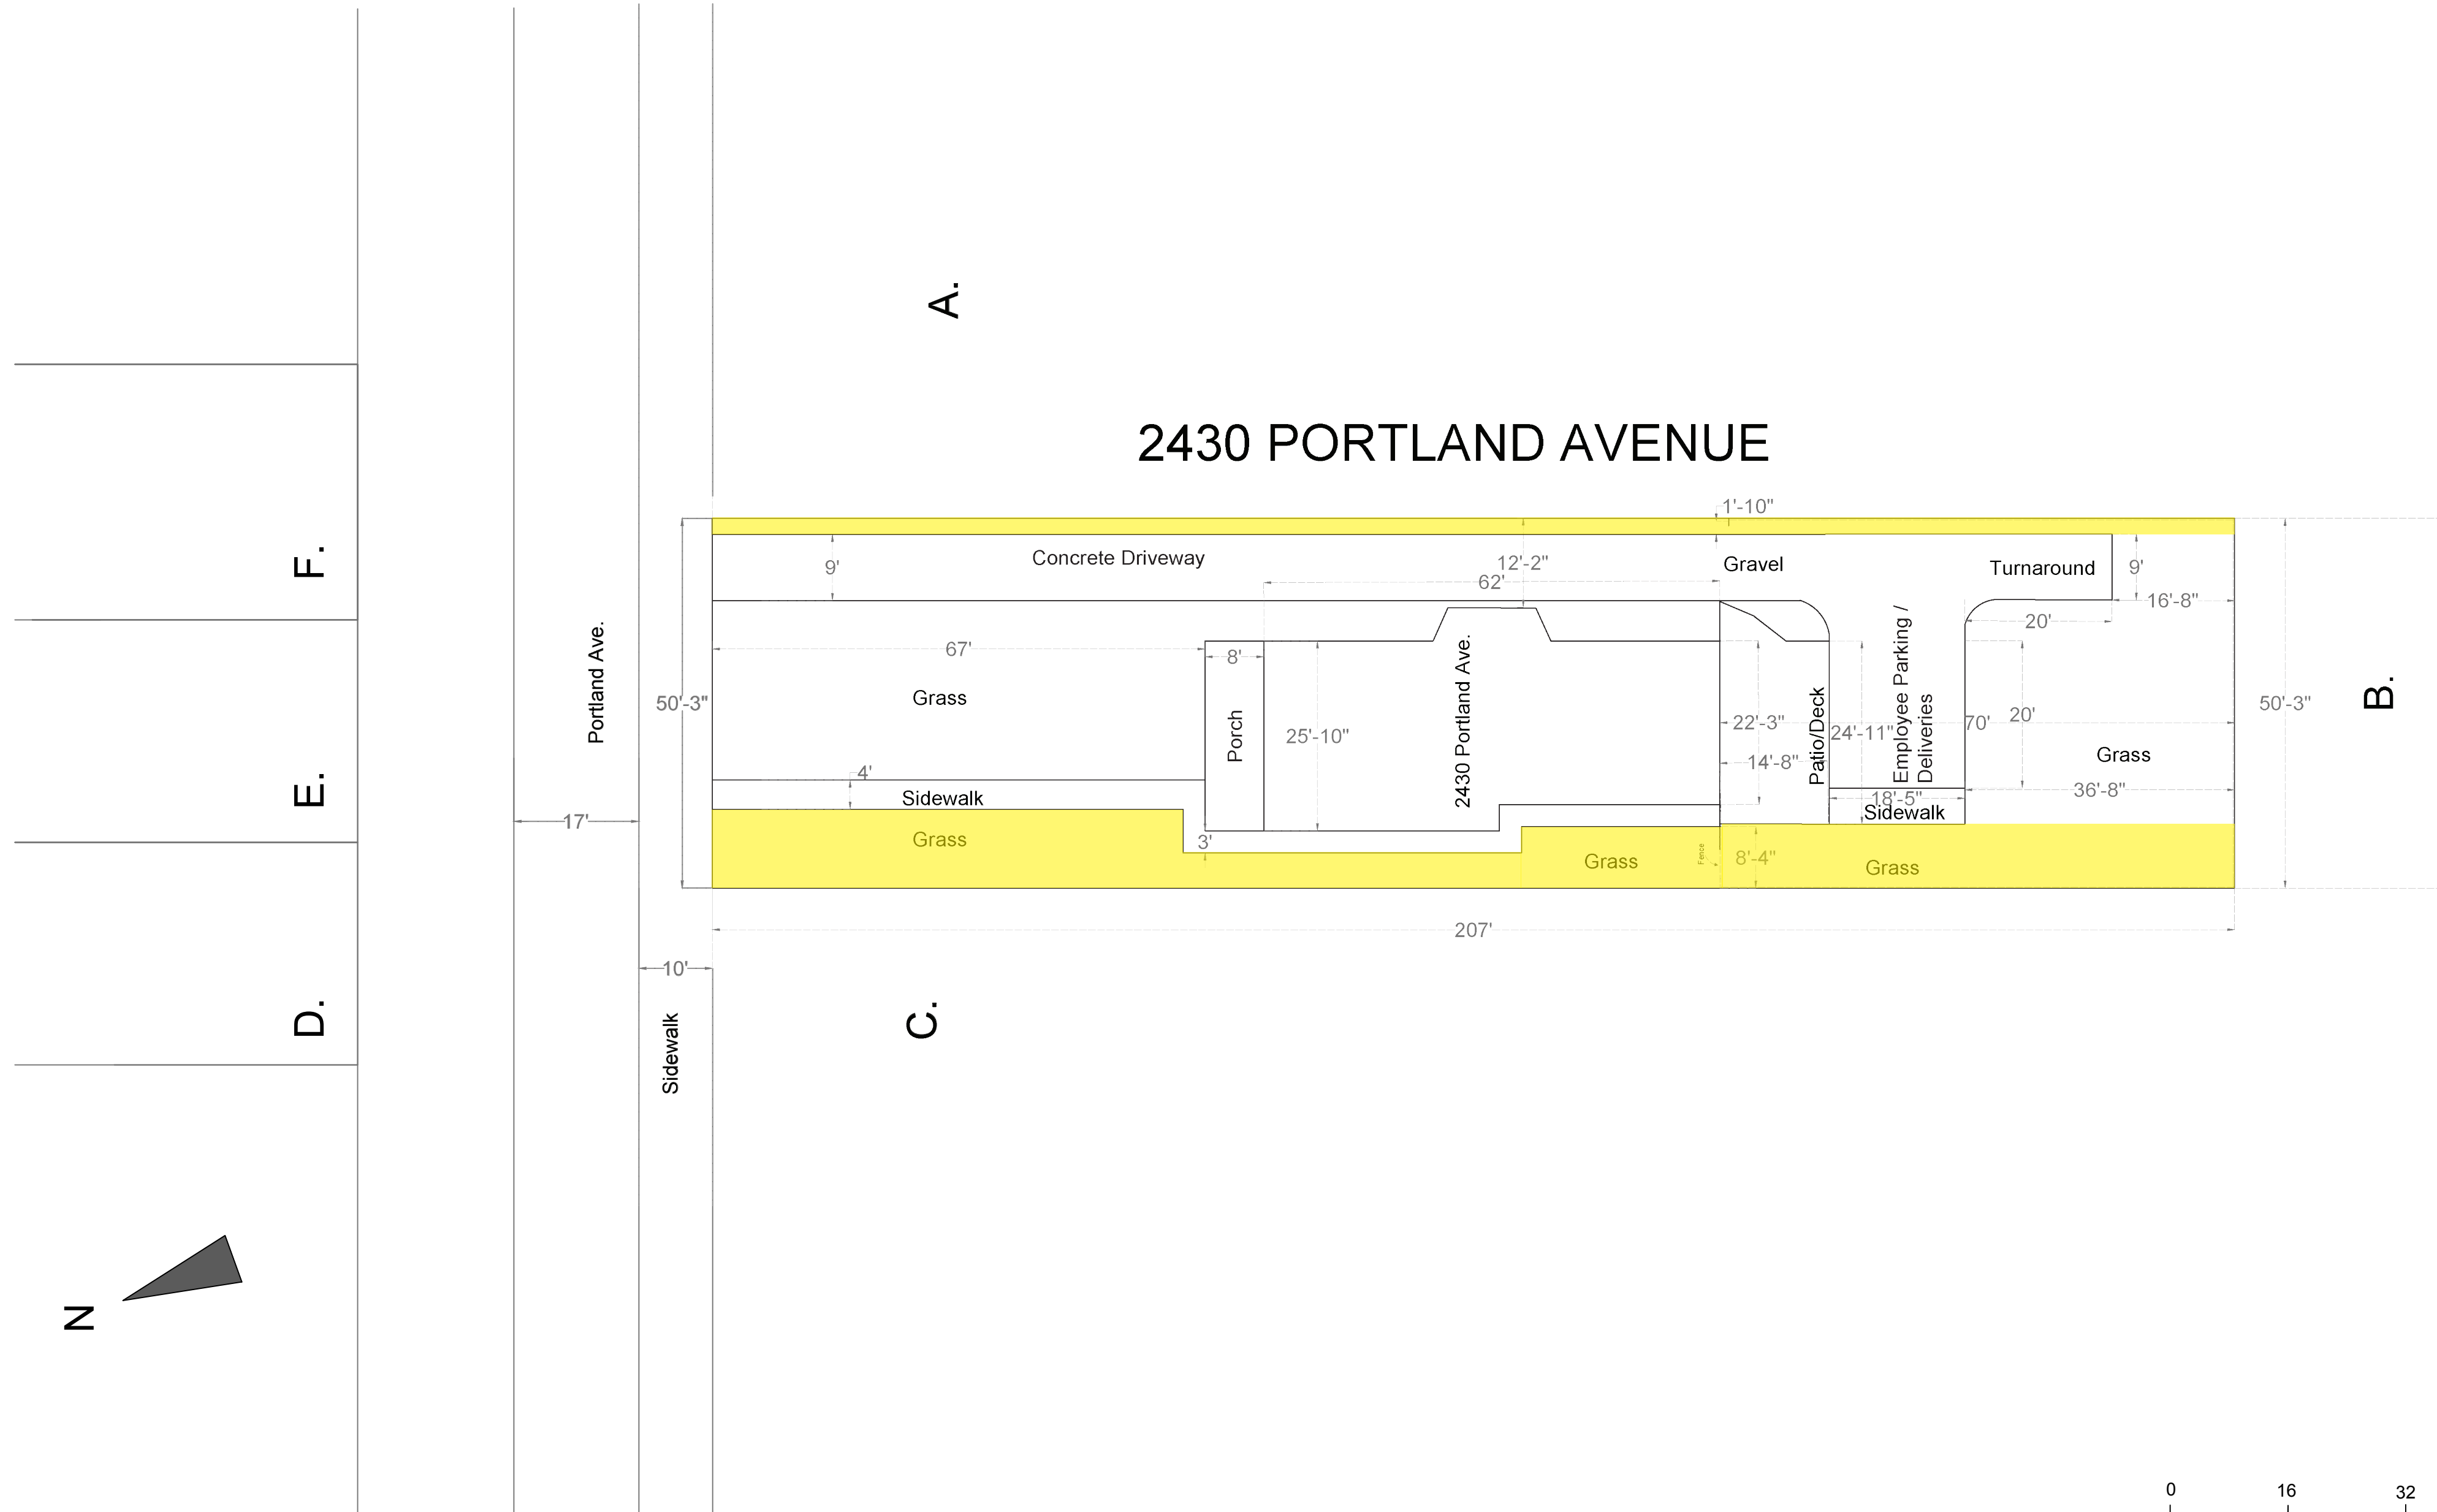 A.
2430 PORTLAND AVENUE
1'-10"
Concrete Driveway
9'
12'-2"
62'
Gravel
Turnaround
9'
16'-8"
20'
F.
Portland Ave.
67'
8'
50'-3"
Grass
Porch
25'-10"
2430 Portland Ave.
22'-3"
14'-8"
Patio/Deck
24'-11"
Employee Parking /
Deliveries
70'
20'
Grass
50'-3"
B.
36'-8"
4'
Sidewalk
18'-5"
Sidewalk
E.
17'
Grass
3'
Grass
Fence
8'-4"
Grass
207'
10'
D.
Sidewalk
C.
N
0 16 32